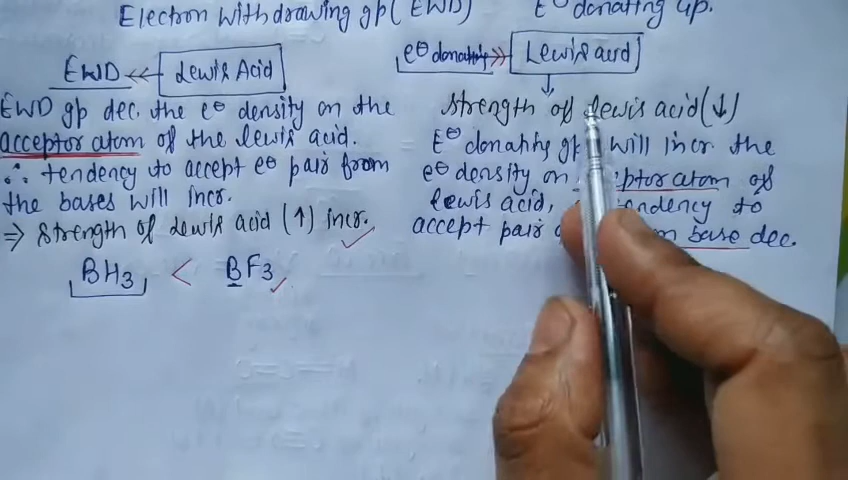 Electron withdrawing gp( EWD)
e⊖ donating Gp.
EWD << Lewis Acid
EWD gp dec. the e⊖ density on the
acceptor atom of the lewis acid.
∴ tendency to accept e⊖ pair from
the bases will incr.
⇒ strength of Lewis acid (↑) incr.
BH3 < BF3
e⊖ donating >> Lewis acid
strength of lewis acid (↓)
E⊖ donating gp will incr. the
e⊖ density on atom of
lewis acid, tendency to
accept pair base dec.